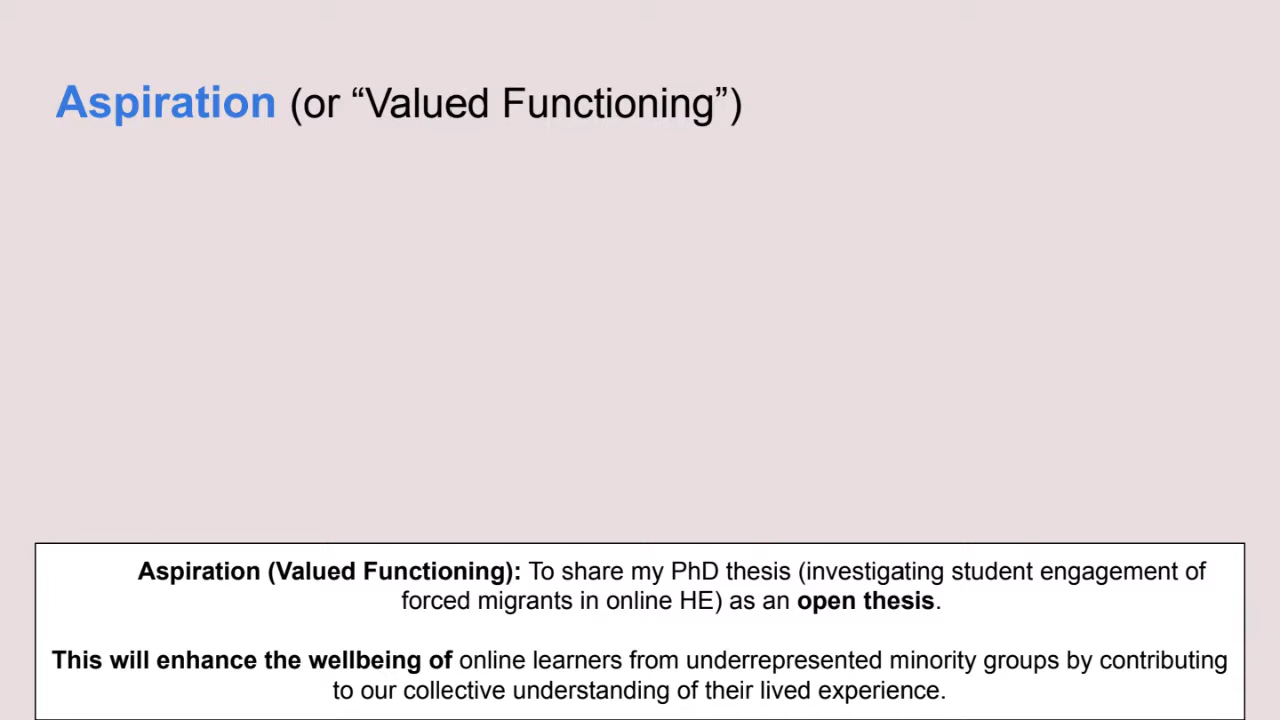 Aspiration (or “Valued Functioning”)
Aspiration (Valued Functioning): To share my PhD thesis (investigating student engagement of
forced migrants in online HE) as an open thesis.
This will enhance the wellbeing of online learners from underrepresented minority groups by contributing
to our collective understanding of their lived experience.